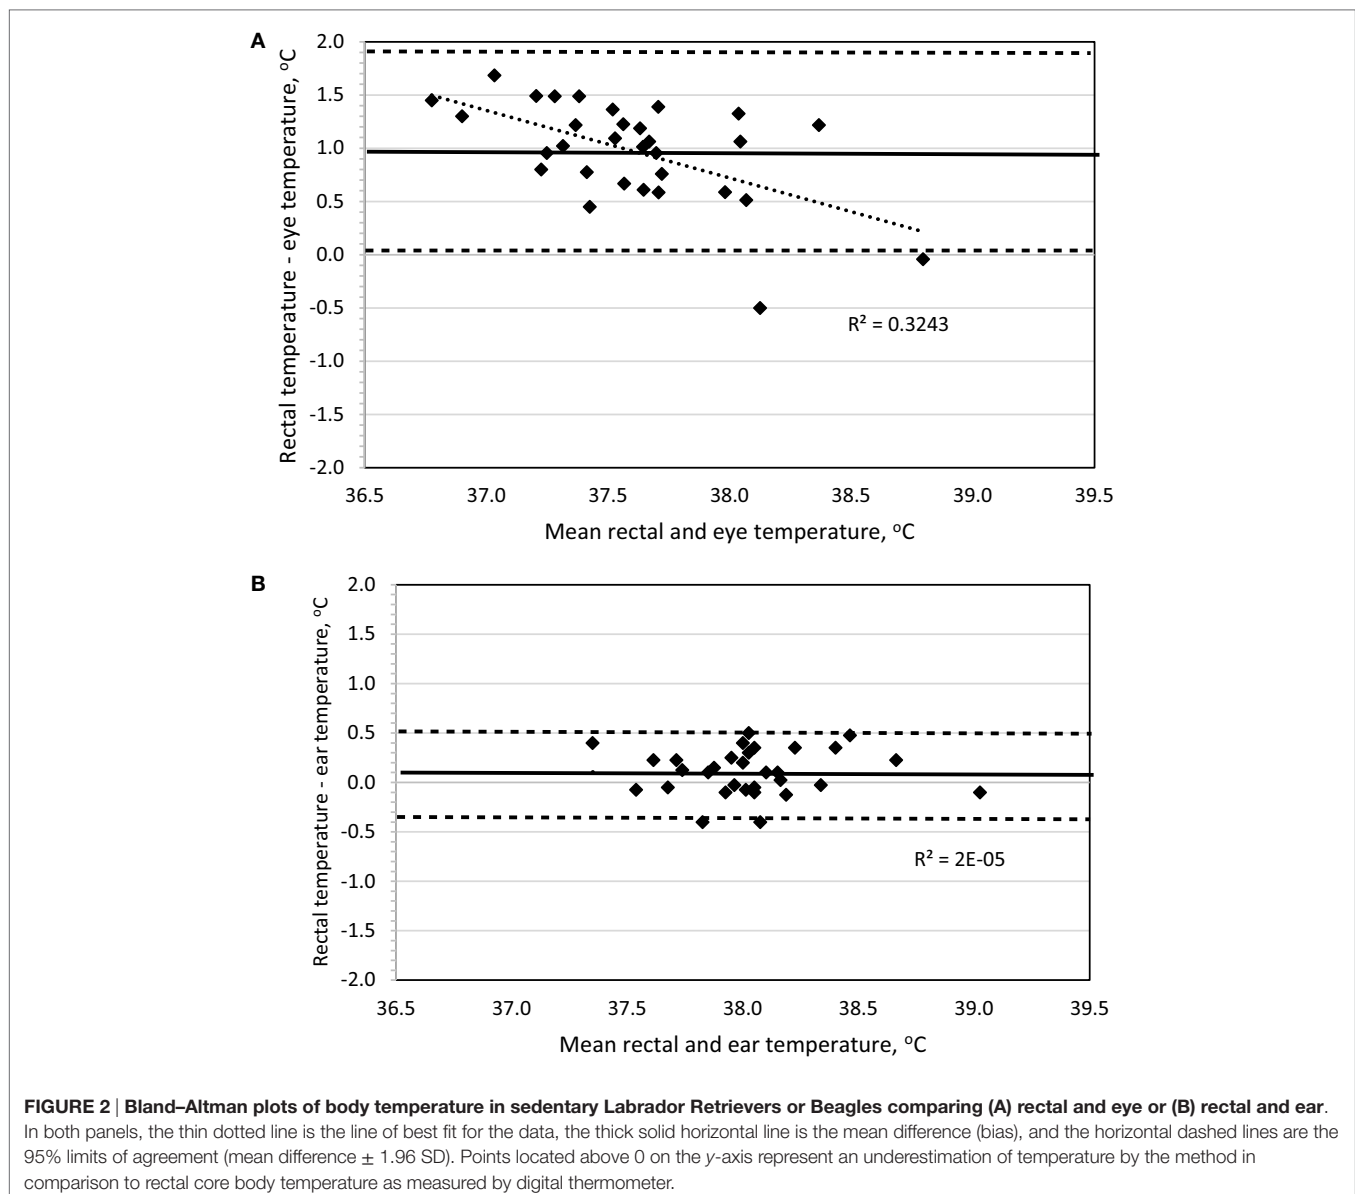 A
2.0
1.5
1.0
0.5
0.0
-0.5
-1.0
-1.5
-2.0
Rectal temperature - eye temperature, °C
R² = 0.3243
36.5 37.0 37.5 38.0 38.5 39.0 39.5
Mean rectal and eye temperature, °C
B
2.0
1.5
1.0
0.5
0.0
-0.5
-1.0
-1.5
-2.0
Rectal temperature - ear temperature, °C
R² = 2E-05
36.5 37.0 37.5 38.0 38.5 39.0 39.5
Mean rectal and ear temperature, °C
FIGURE 2 | Bland–Altman plots of body temperature in sedentary Labrador Retrievers or Beagles comparing (A) rectal and eye or (B) rectal and ear.
In both panels, the thin dotted line is the line of best fit for the data, the thick solid horizontal line is the mean difference (bias), and the horizontal dashed lines are the
95% limits of agreement (mean difference ± 1.96 SD). Points located above 0 on the y-axis represent an underestimation of temperature by the method in
comparison to rectal core body temperature as measured by digital thermometer.